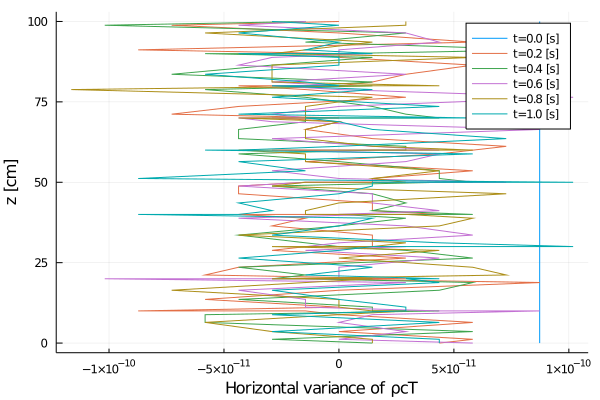 100
75
50
25
0
z [cm]
t=0.0 [s]
t=0.2 [s]
t=0.4 [s]
t=0.6 [s]
t=0.8 [s]
t=1.0 [s]
−1×10⁻¹⁰ −5×10⁻¹¹ 0 5×10⁻¹¹ 1×10⁻¹⁰
Horizontal variance of ρcT